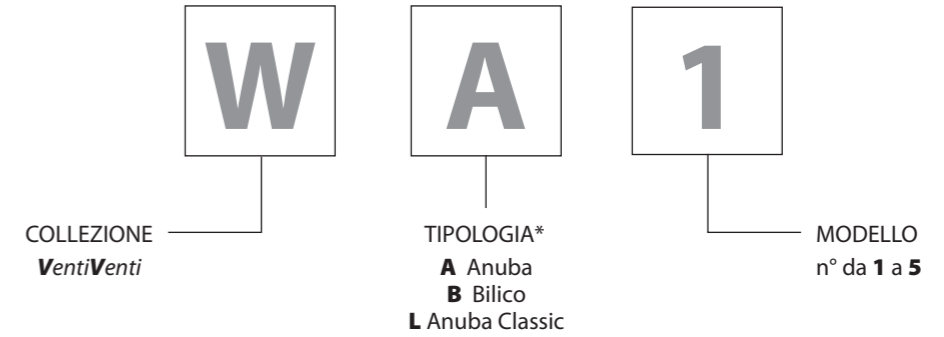 W A 1
COLLEZIONE
VentiVenti
TIPOLOGIA*
A Anuba
B Bilico
L Anuba Classic
MODELLO
n° da 1 a 5